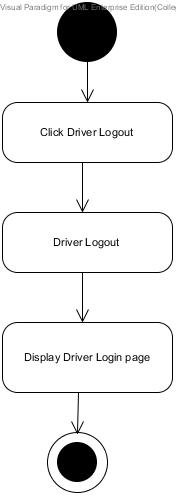 Visual Paradigm for UML Enterprise Edition(Colle
Click Driver Logout
Driver Logout
Display Driver Login page